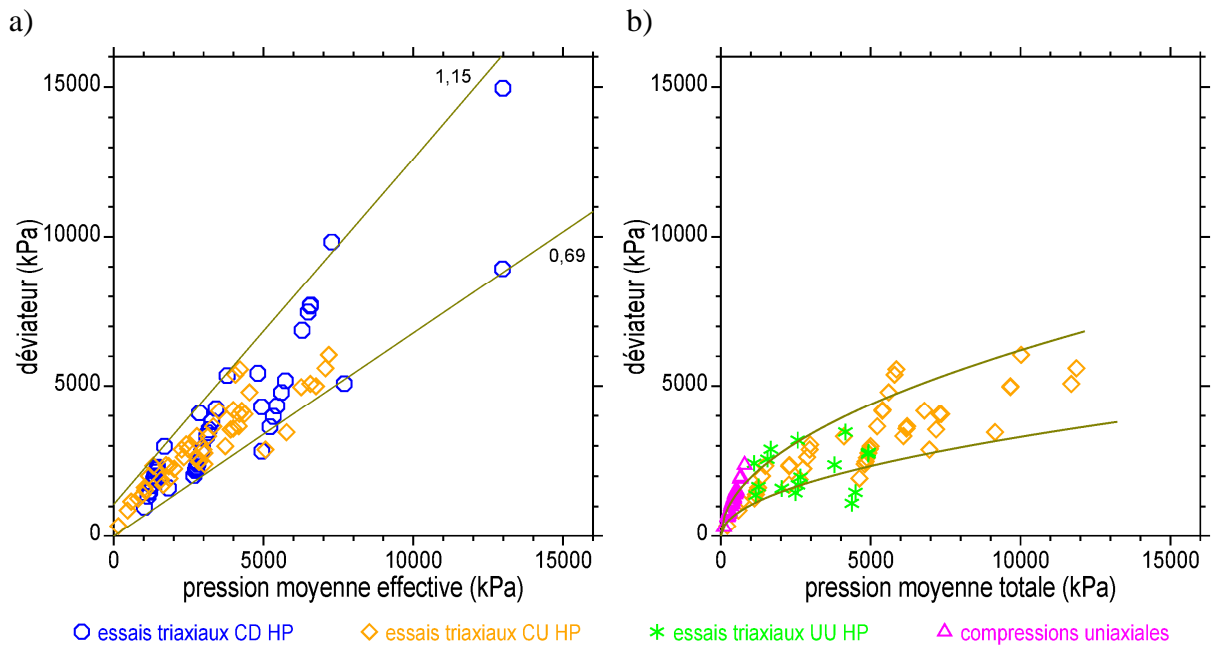 a)
15000
10000
5000
0
déviateur (kPa)
1,15
0,69
0 5000 10000 15000
pression moyenne effective (kPa)
b)
15000
10000
5000
0
déviateur (kPa)
0 5000 10000 15000
pression moyenne totale (kPa)
essais triaxiaux CD HP essais triaxiaux CU HP essais triaxiaux UU HP compressions uniaxiales